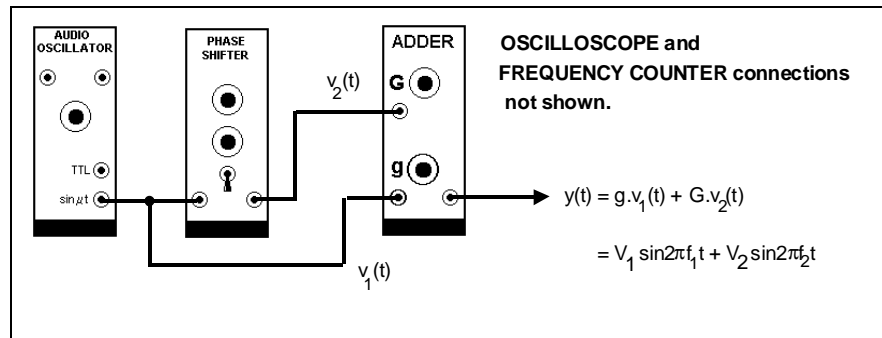 AUDIO
OSCILLATOR
TTL
sinμt
PHASE
SHIFTER
v2(t)
v1(t)
ADDER
G
g
OSCILLOSCOPE and
FREQUENCY COUNTER connections
not shown.
y(t) = g.v1(t) + G.v2(t)
= V1 sin2πf1t + V2 sin2πf2t